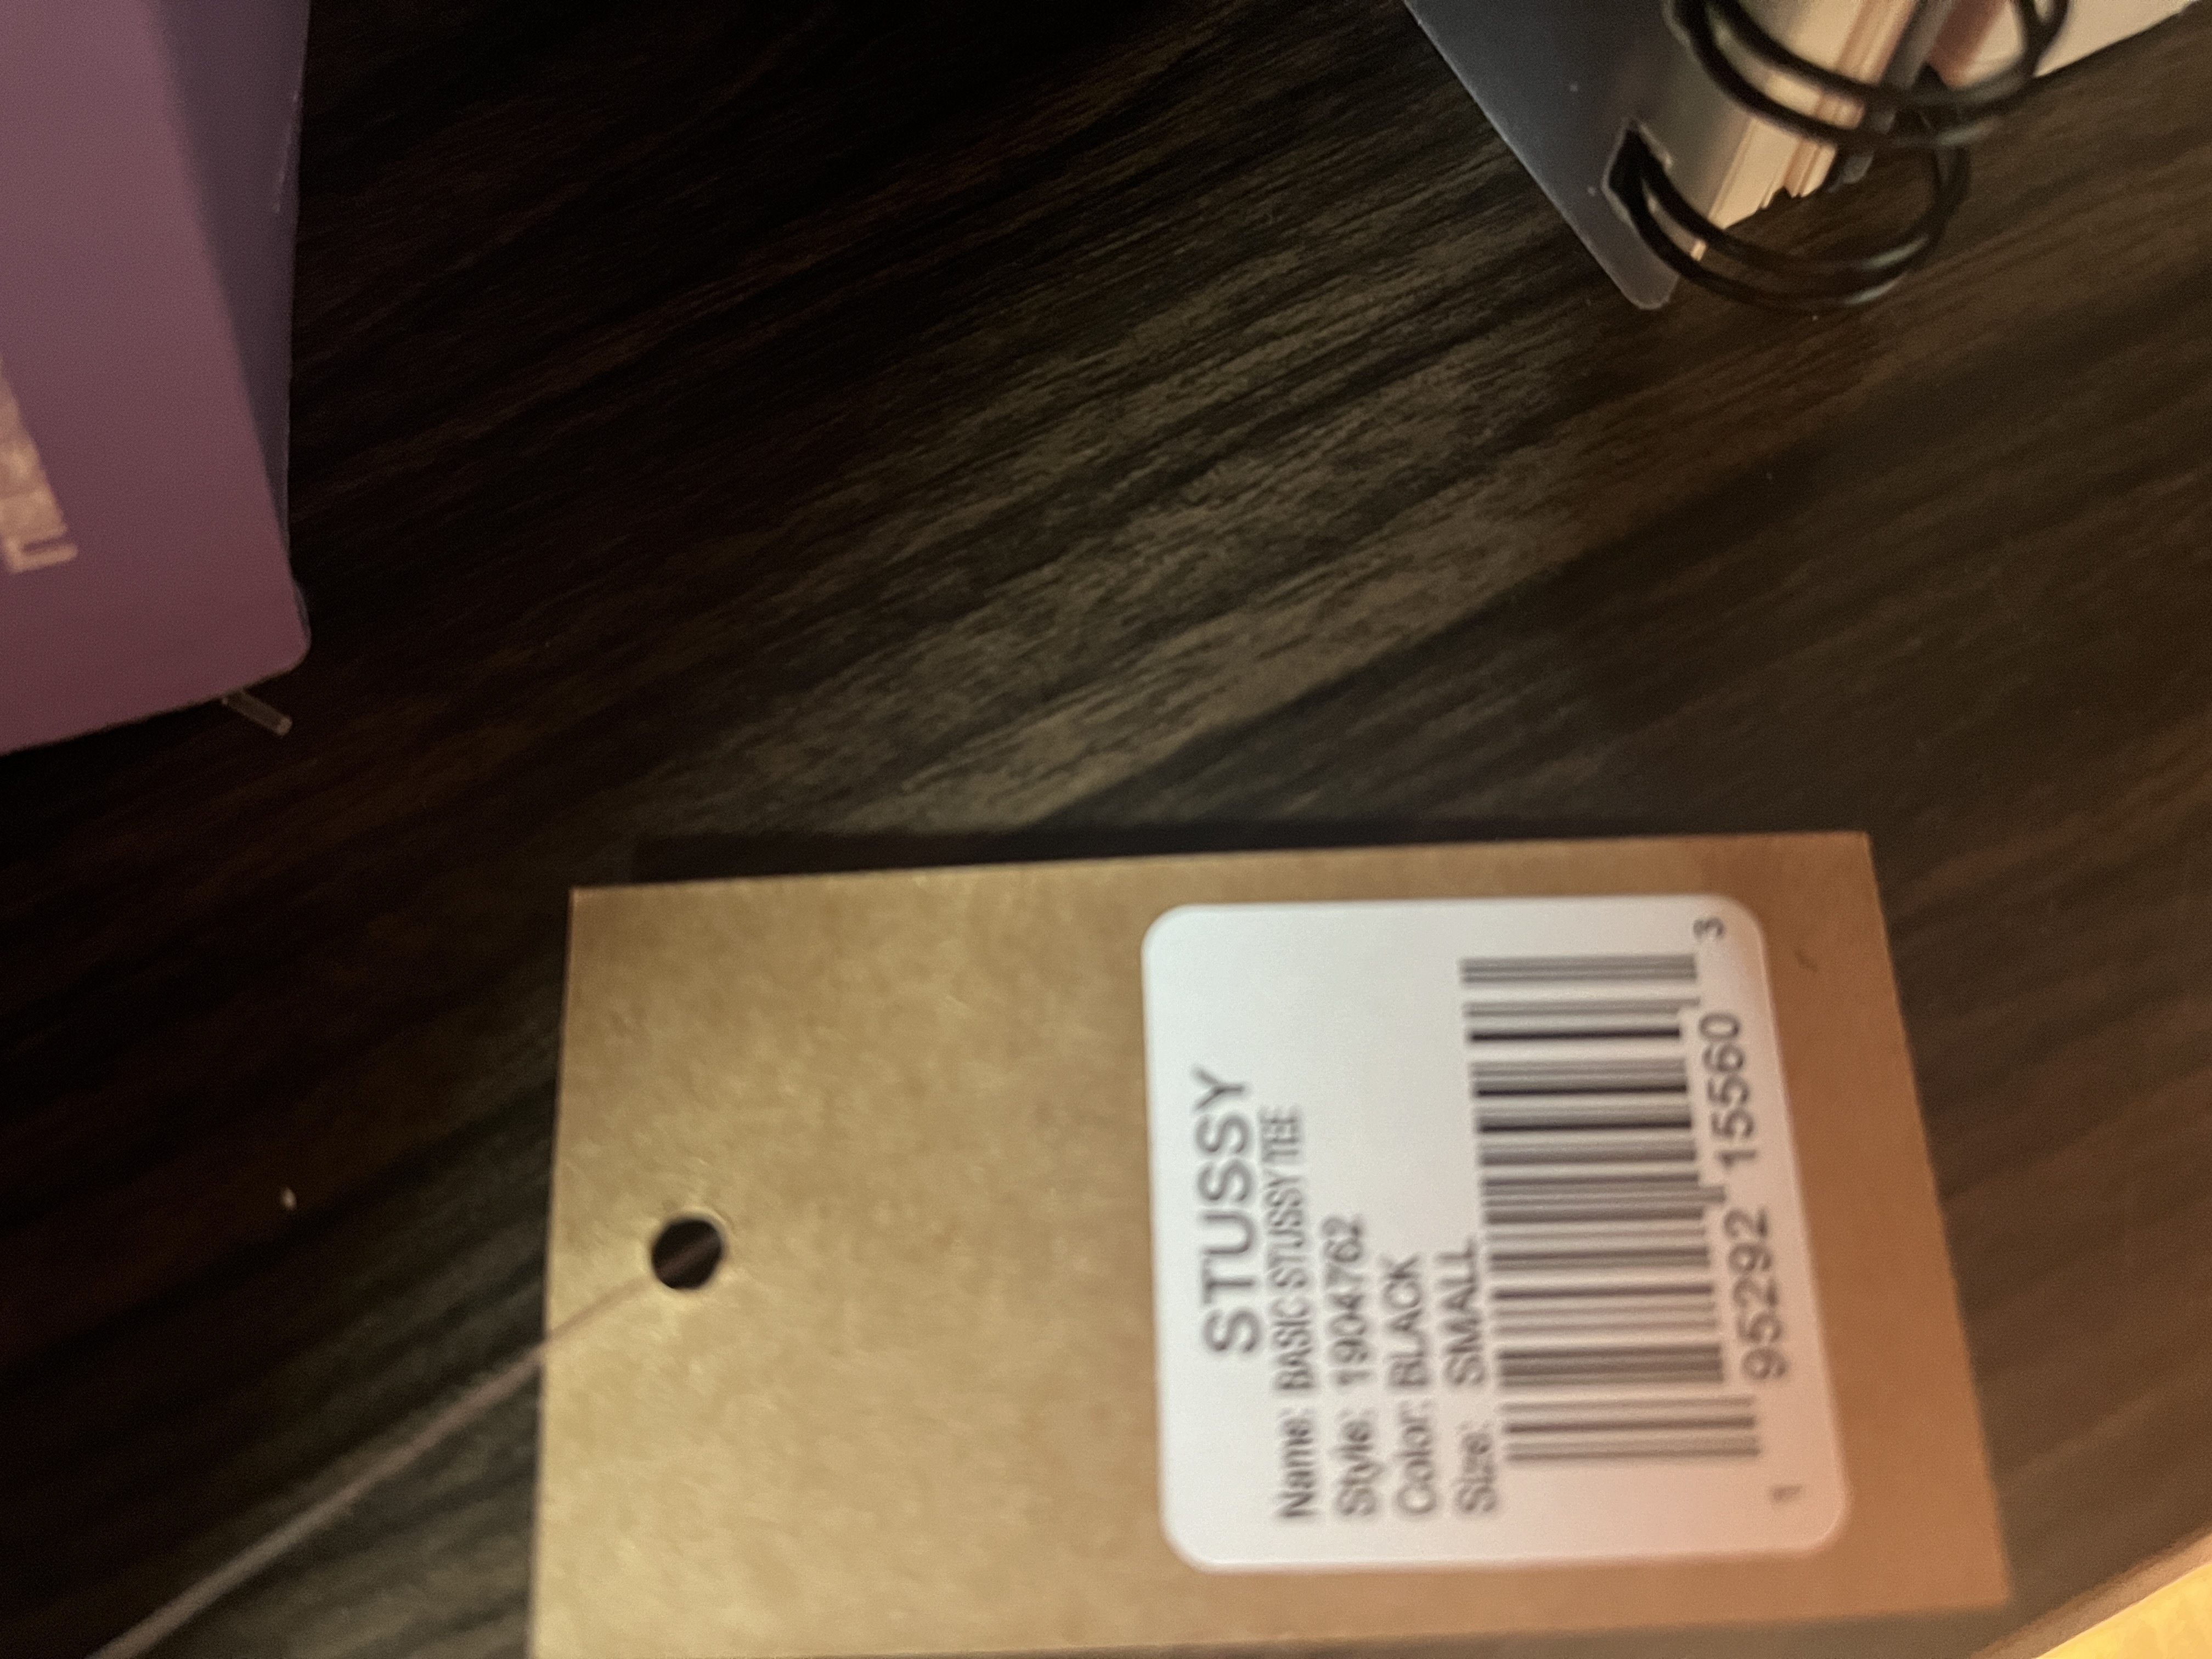 STUSSY
Name: BASIC STUSSY TEE
Style: 1904762
Color: BLACK
Size: SMALL
1 95292 15560 3